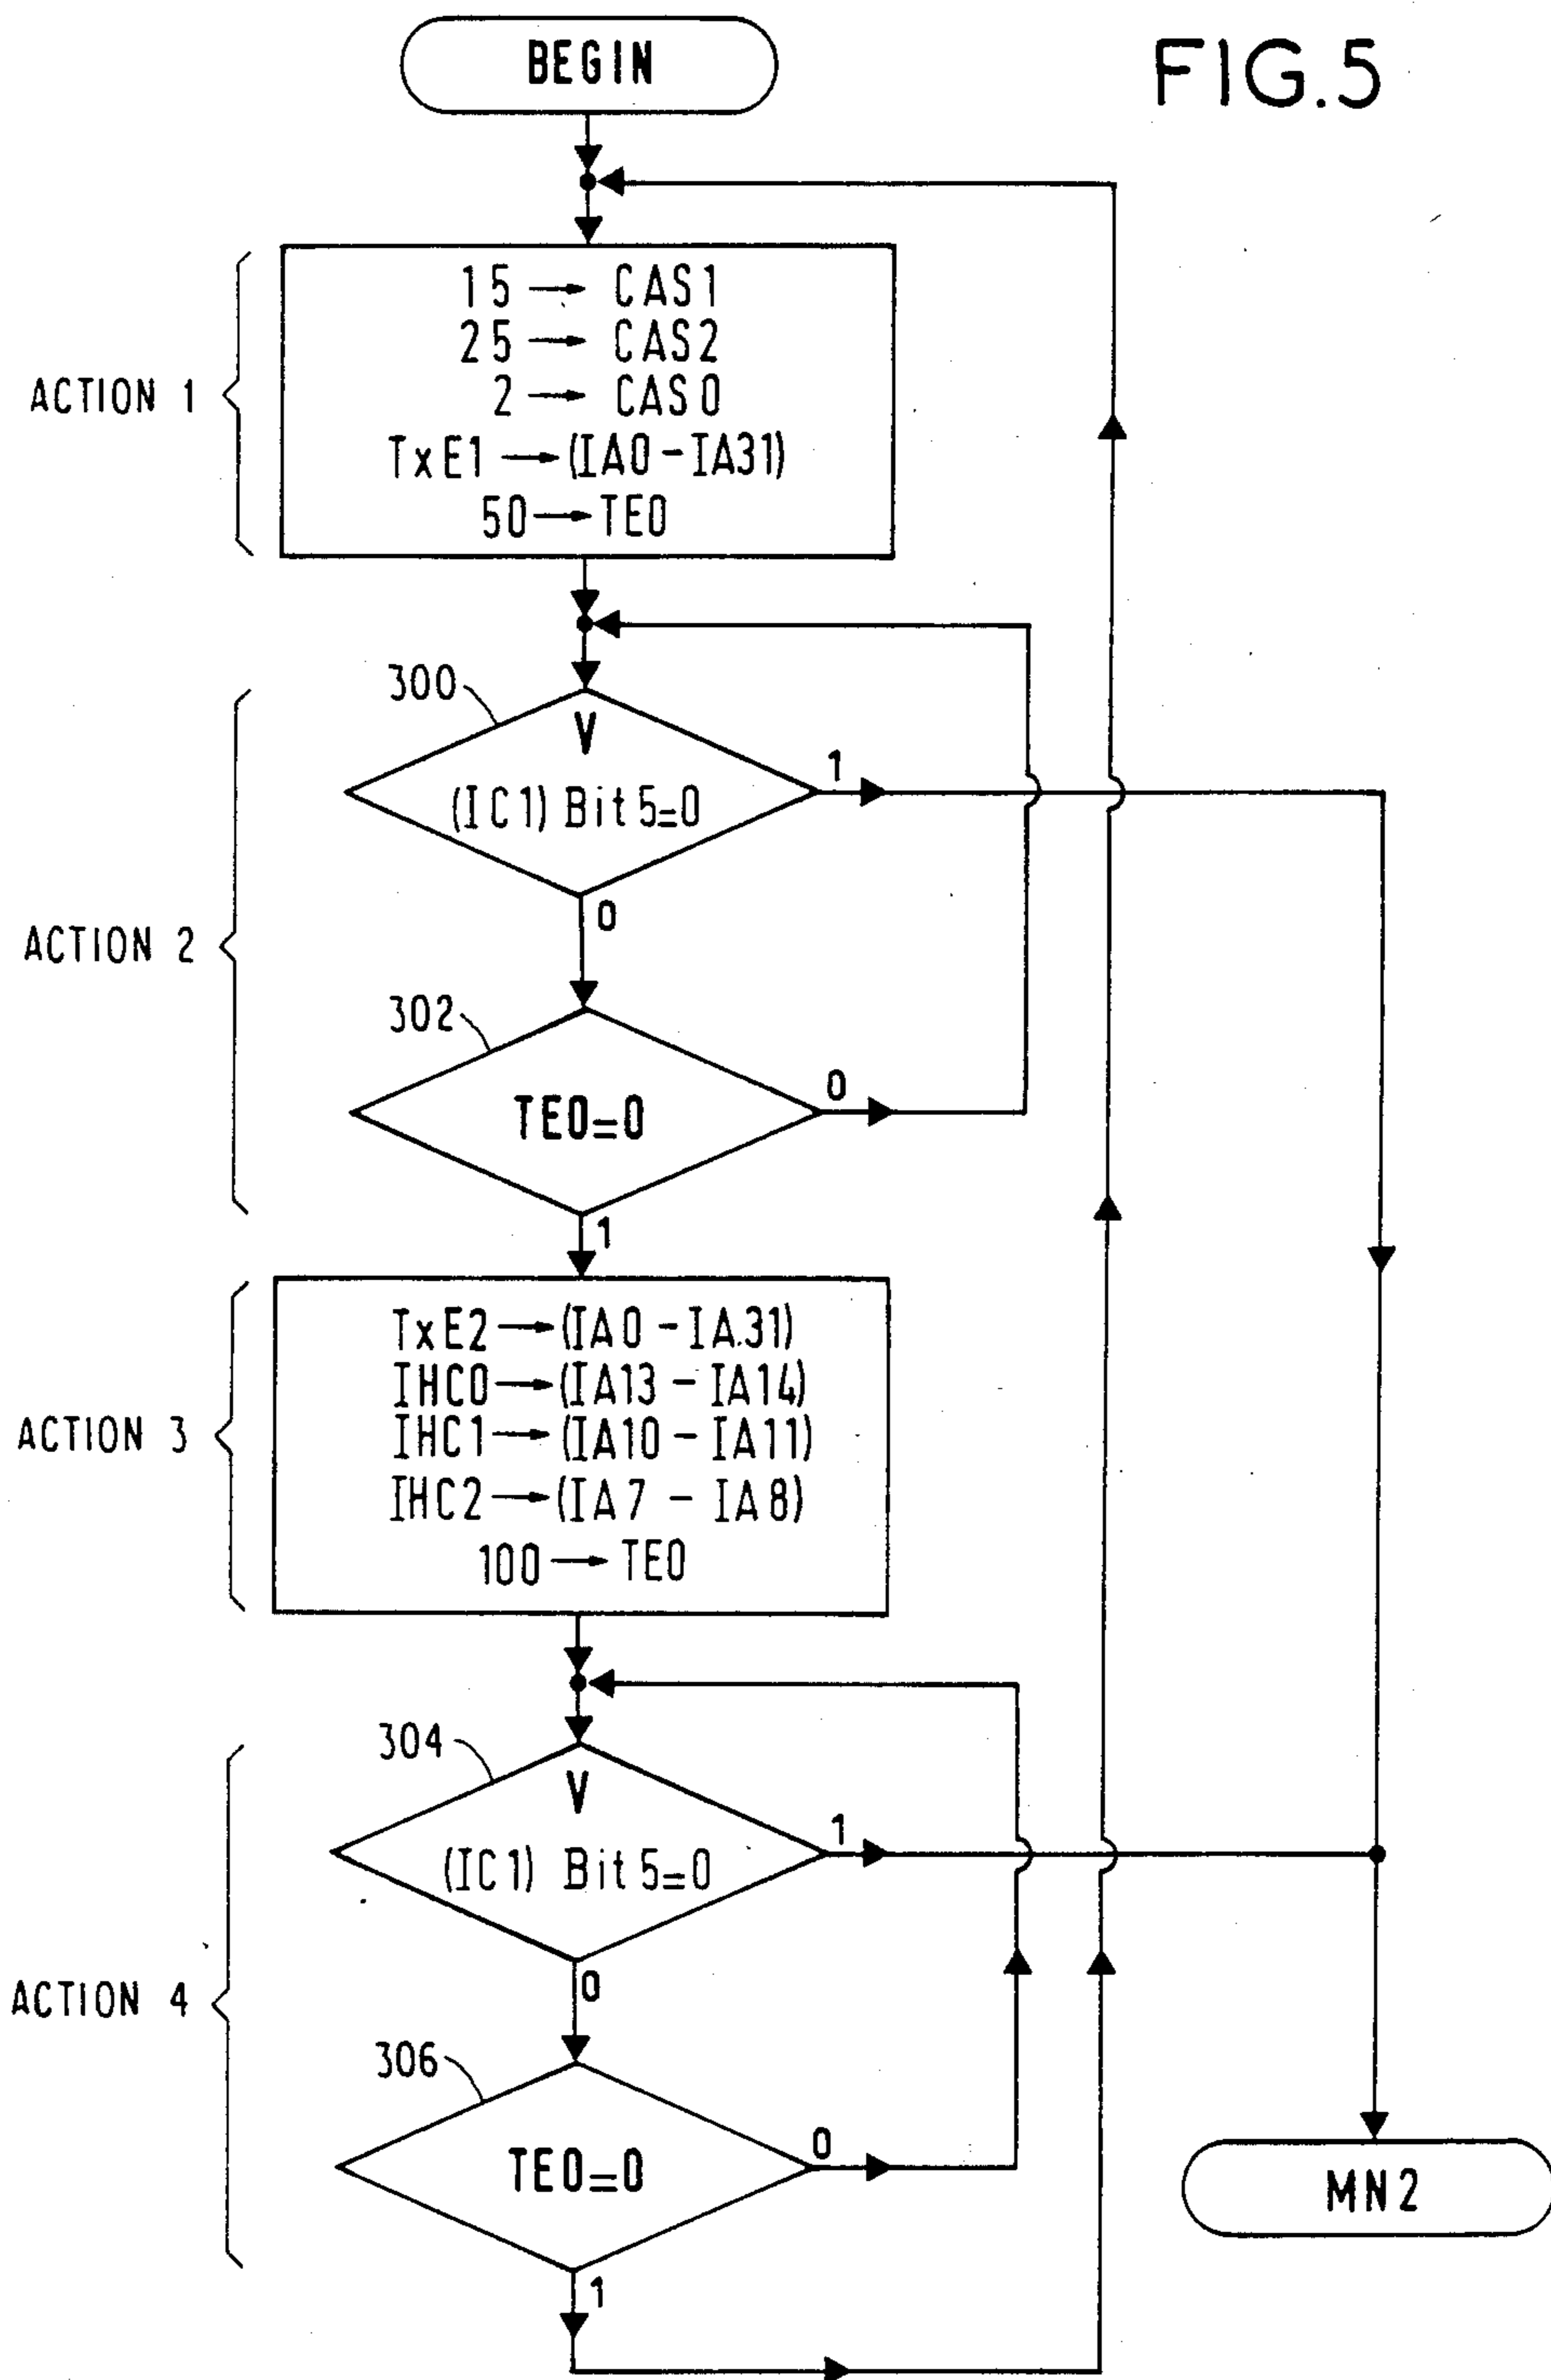 FIG.5
BEGIN
ACTION 1
15 → CAS1
25 → CAS2
2 → CAS0
TxE1 → (IA0 – IA31)
50 → TE0
ACTION 2
300
V
(IC1) Bit 5=0
1
0
302
TE0=0
0
1
ACTION 3
TxE2 → (IA0 – IA31)
IHC0 → (IA13 – IA14)
IHC1 → (IA10 – IA11)
IHC2 → (IA7 – IA8)
100 → TE0
ACTION 4
304
V
(IC1) Bit 5=0
1
0
306
TE0=0
0
1
MN2